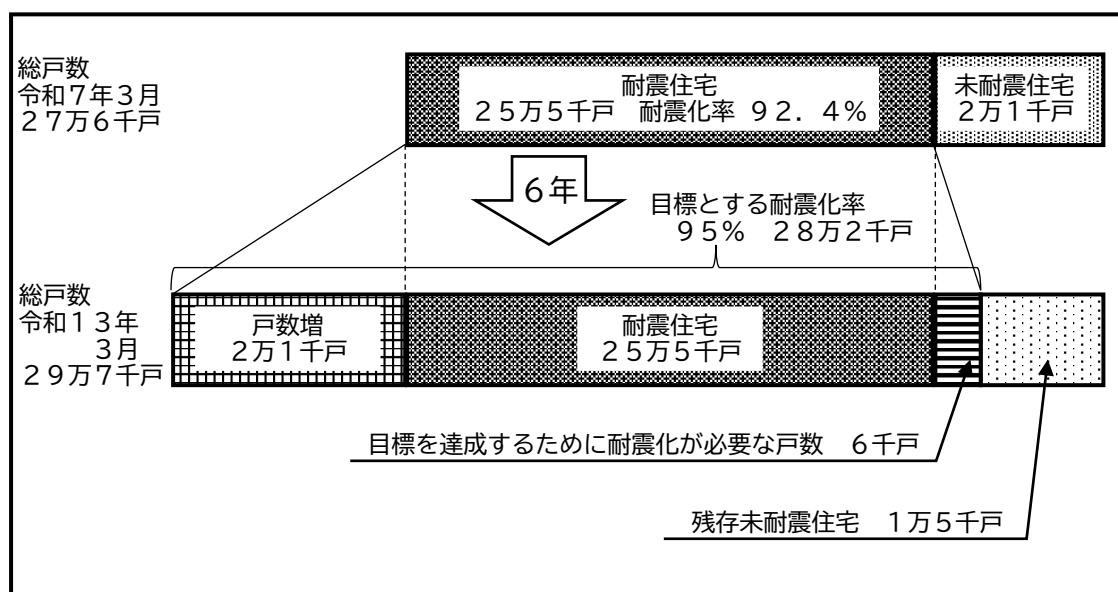 総戸数
令和7年3月
27万6千戸
耐震住宅
25万5千戸　耐震化率 92.4%
未耐震住宅
2万1千戸
6年
目標とする耐震化率
95%　28万2千戸
総戸数
令和13年
3月
29万7千戸
戸数増
2万1千戸
耐震住宅
25万5千戸
目標を達成するために耐震化が必要な戸数　6千戸
残存未耐震住宅　1万5千戸